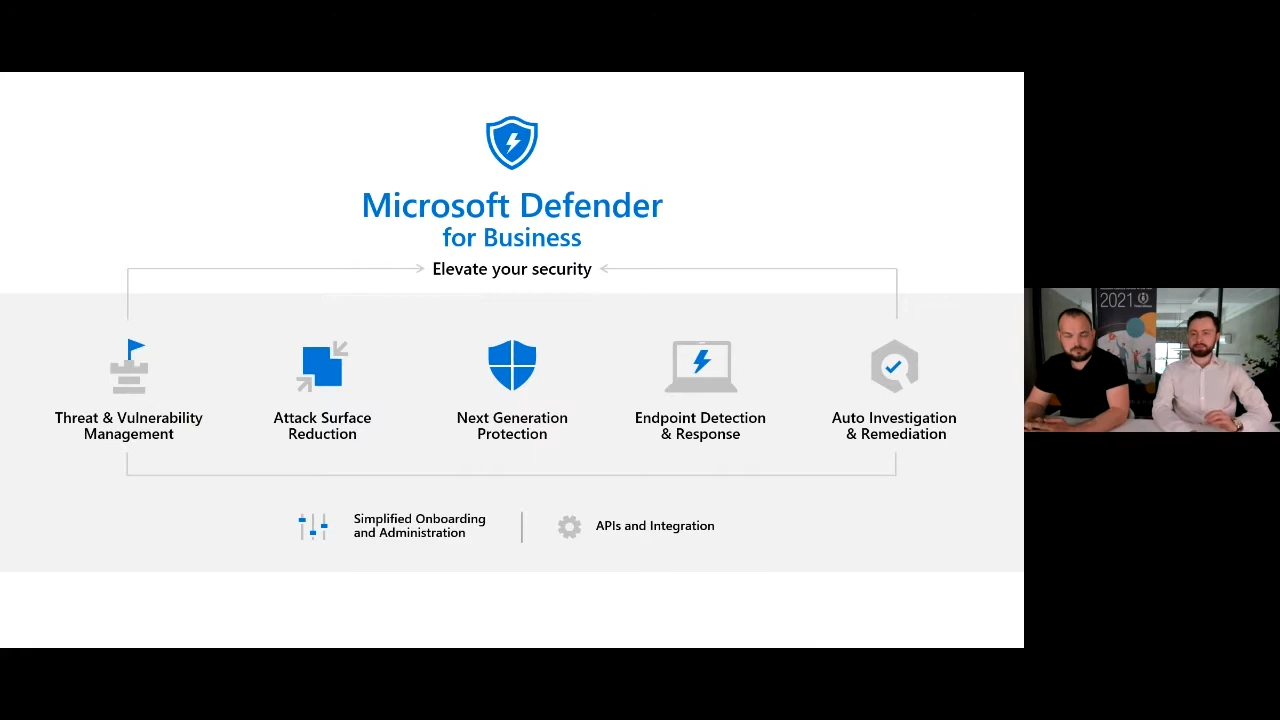 Microsoft Defender
for Business
Elevate your security
Threat & Vulnerability
Management
Attack Surface
Reduction
Next Generation
Protection
Endpoint Detection
& Response
Auto Investigation
& Remediation
Simplified Onboarding
and Administration
APIs and Integration
2021